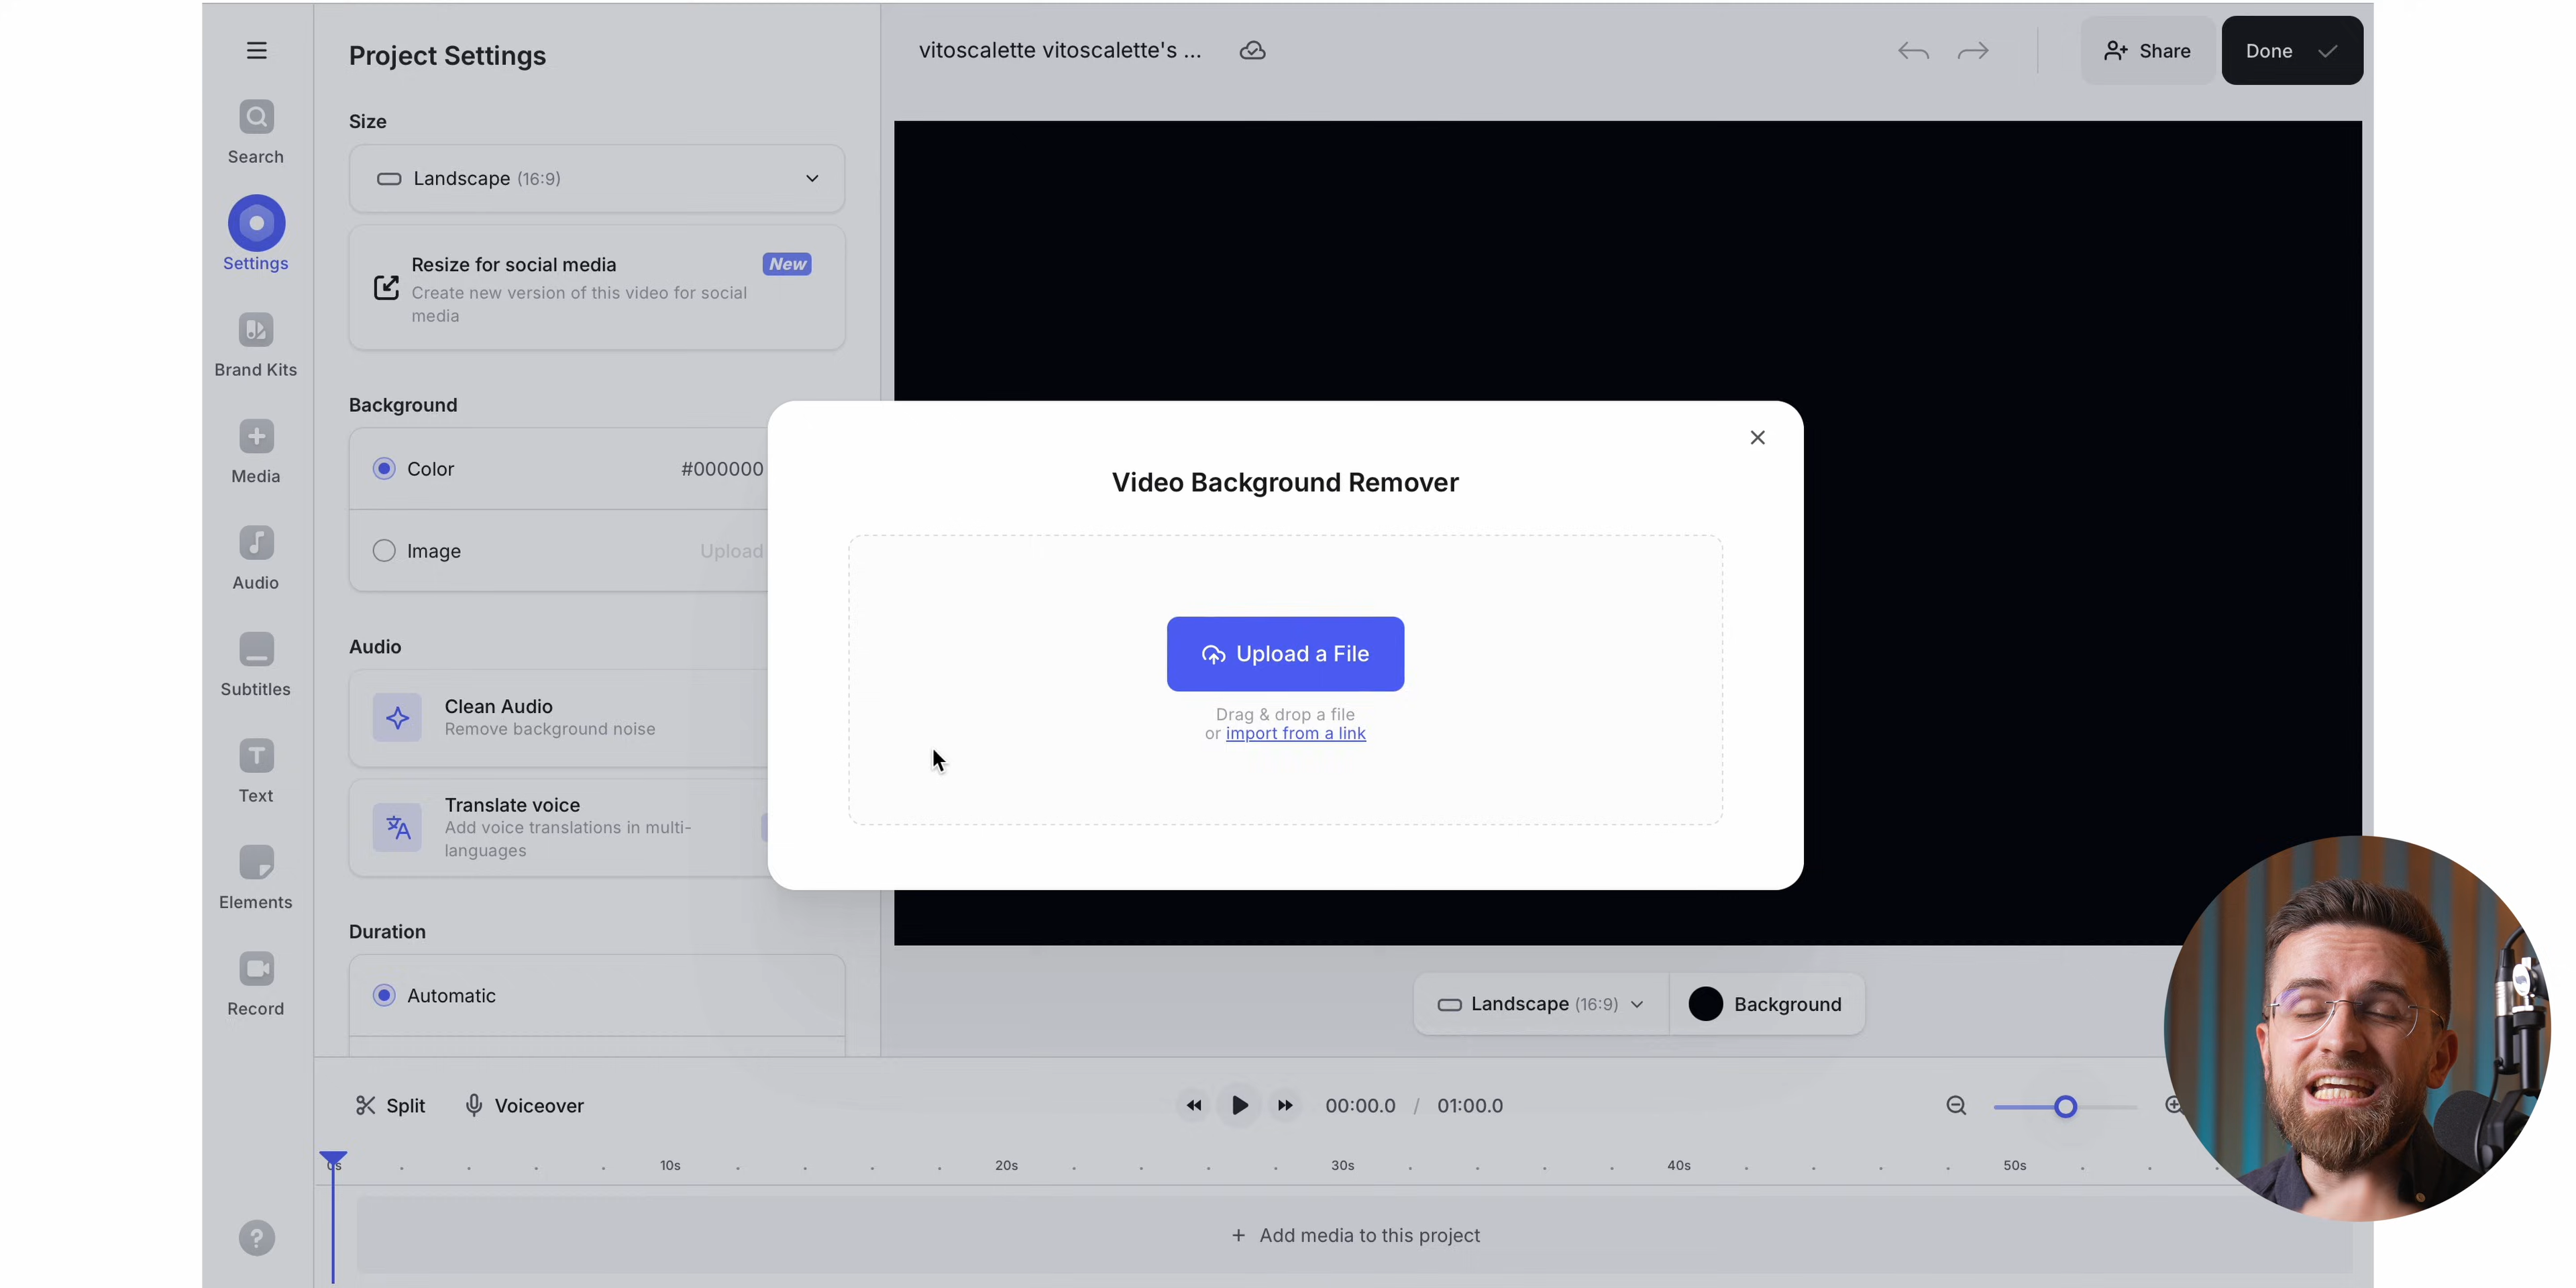 Search
Settings
Brand Kits
Media
Audio
Subtitles
Text
Elements
Record
Project Settings
Size
Landscape (16:9)
Resize for social media
New
Create new version of this video for social
media
Background
Color
#000000
Image
Upload
Audio
Clean Audio
Remove background noise
Translate voice
Add voice translations in multi-
languages
Duration
Automatic
vitoscalette vitoscalette's ...
Share
Done
Video Background Remover
Upload a File
Drag & drop a file
or import from a link
Landscape (16:9)
Background
Split
Voiceover
00:00.0 / 01:00.0
0s
10s
20s
30s
40s
50s
+ Add media to this project
?